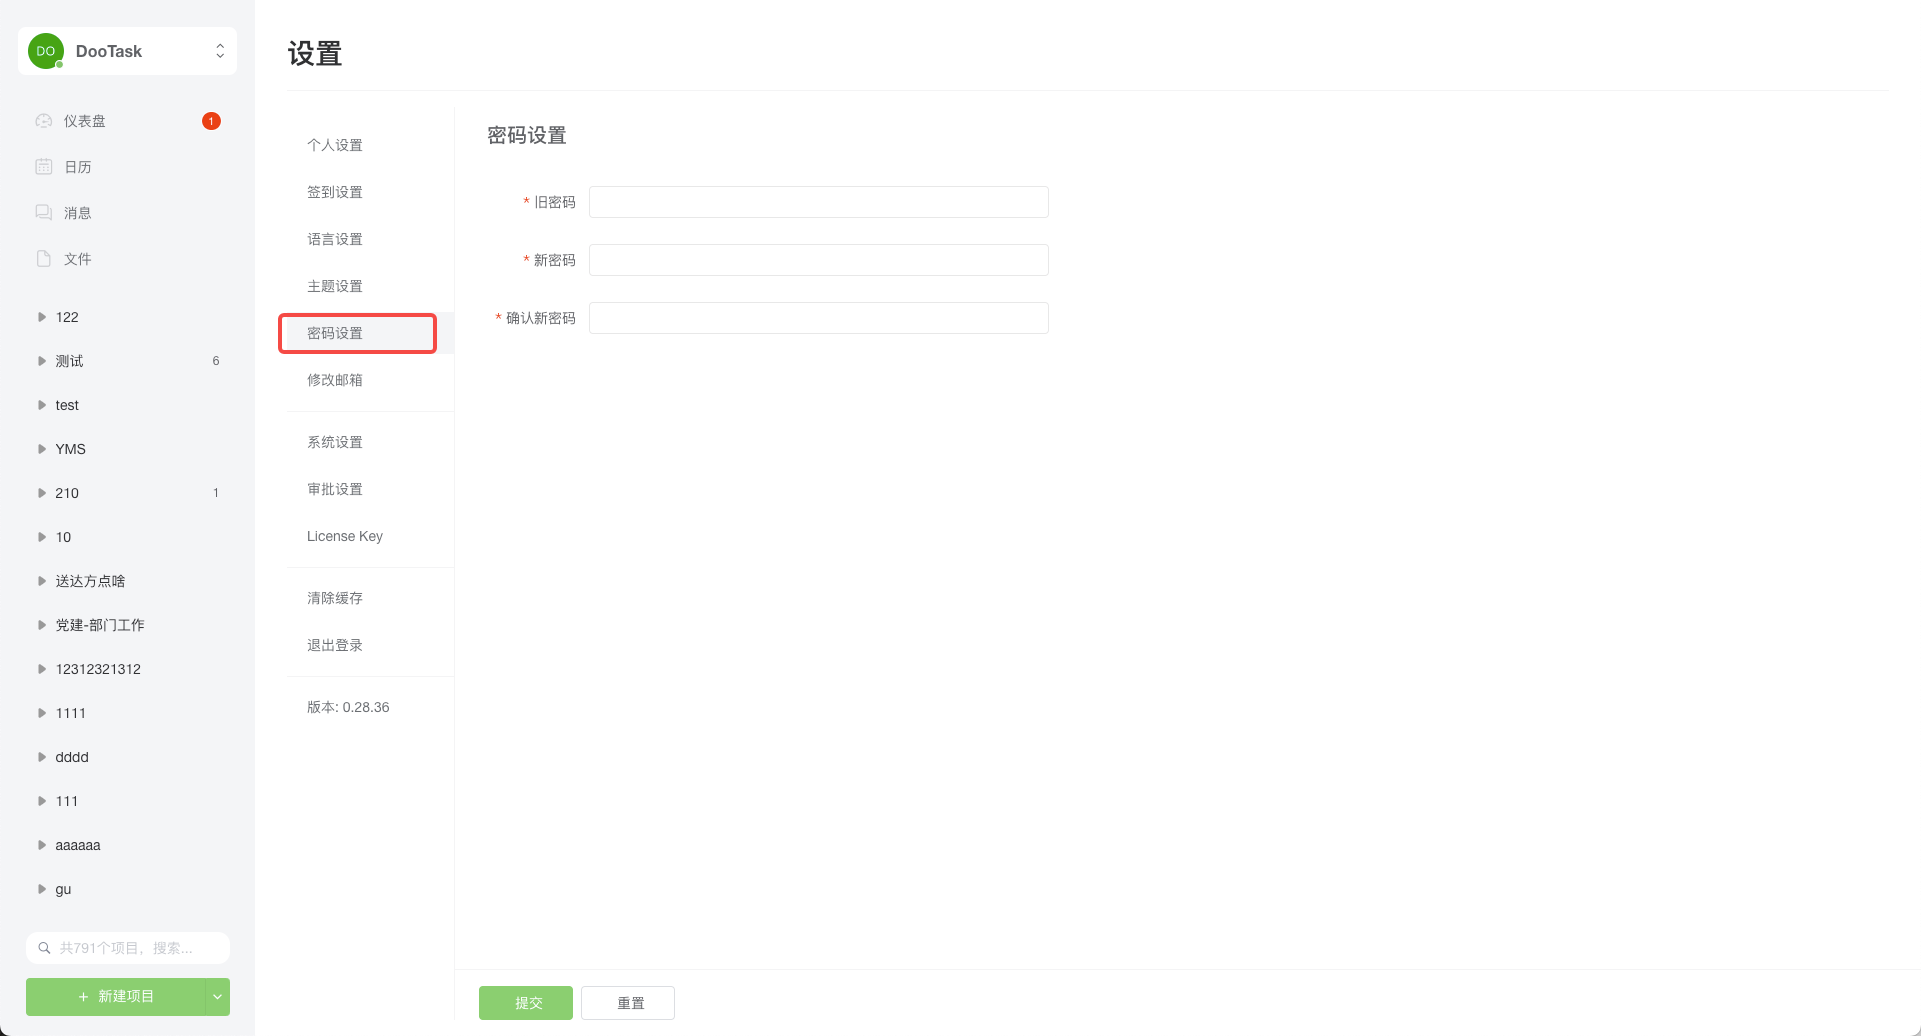 DO
DooTask
仪表盘
1
日历
消息
文件
122
测试
6
test
YMS
210
1
10
送达方点啥
党建-部门工作
12312321312
1111
dddd
111
aaaaaa
gu
共791个项目，搜索...
新建项目
设置
个人设置
签到设置
语言设置
主题设置
密码设置
修改邮箱
系统设置
审批设置
License Key
清除缓存
退出登录
版本: 0.28.36
密码设置
* 旧密码
* 新密码
* 确认新密码
提交
重置